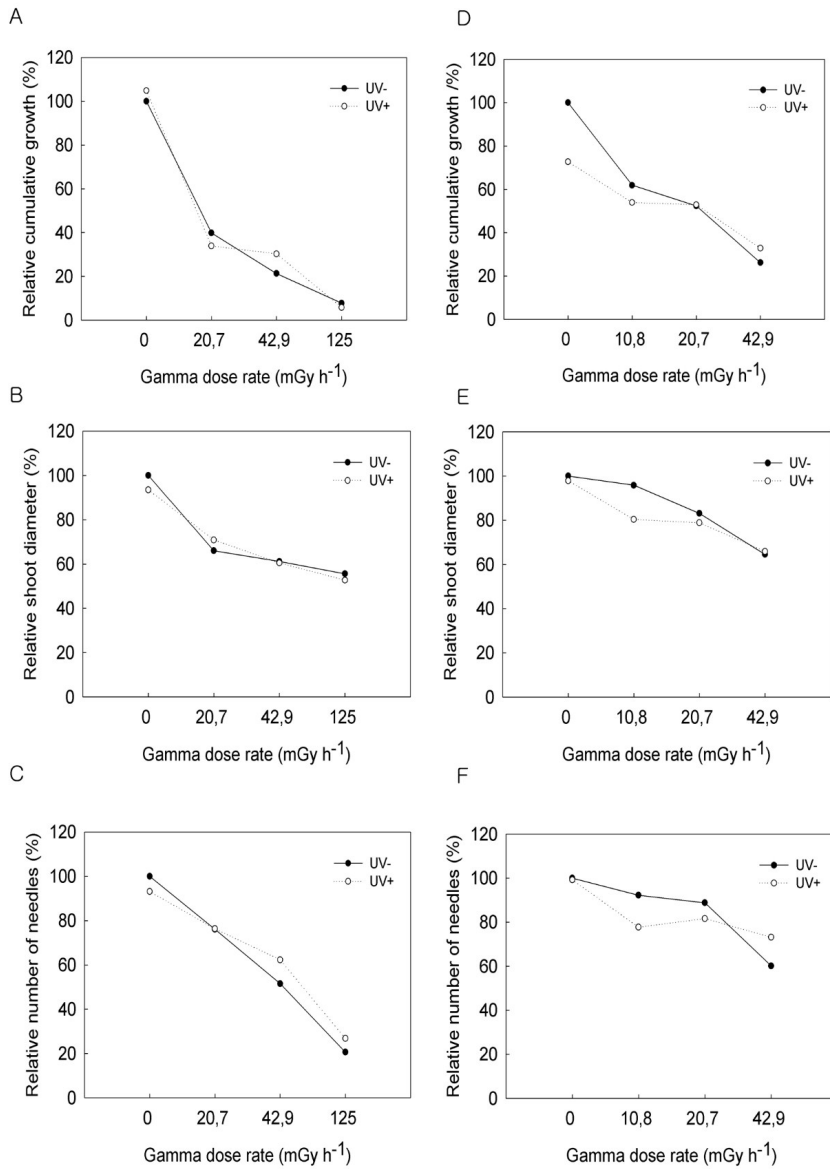 A
120
100
80
60
40
20
0
Relative cumulative growth (%)
UV-
UV+
0 20,7 42,9 125
Gamma dose rate (mGy h-1)
D
120
100
80
60
40
20
0
Relative cumulative growth /%)
UV-
UV+
0 10,8 20,7 42,9
Gamma dose rate (mGy h-1)
B
120
100
80
60
40
20
0
Relative shoot diameter (%)
UV-
UV+
0 20,7 42,9 125
Gamma dose rate (mGy h-1)
E
120
100
80
60
40
20
0
Relative shoot diameter (%)
UV-
UV+
0 10,8 20,7 42,9
Gamma dose rate (mGy h-1)
C
120
100
80
60
40
20
0
Relative number of needles (%)
UV-
UV+
0 20,7 42,9 125
Gamma dose rate (mGy h-1)
F
120
100
80
60
40
20
0
Relative number of needles (%)
UV-
UV+
0 10,8 20,7 42,9
Gamma dose rate (mGy h-1)